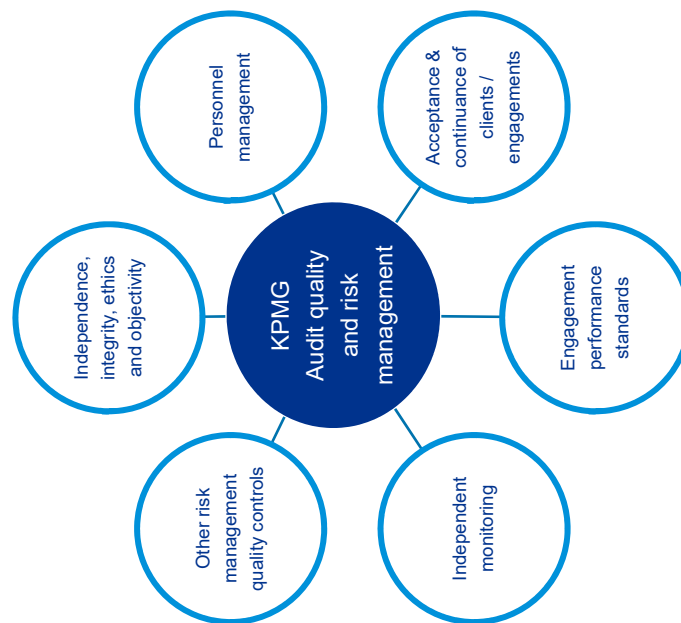 KPMG
Audit quality
and risk
management
Independence,
integrity, ethics
and objectivity
Personnel
management
Acceptance &
continuance of
clients /
engagements
Engagement
performance
standards
Independent
monitoring
Other risk
management
quality controls